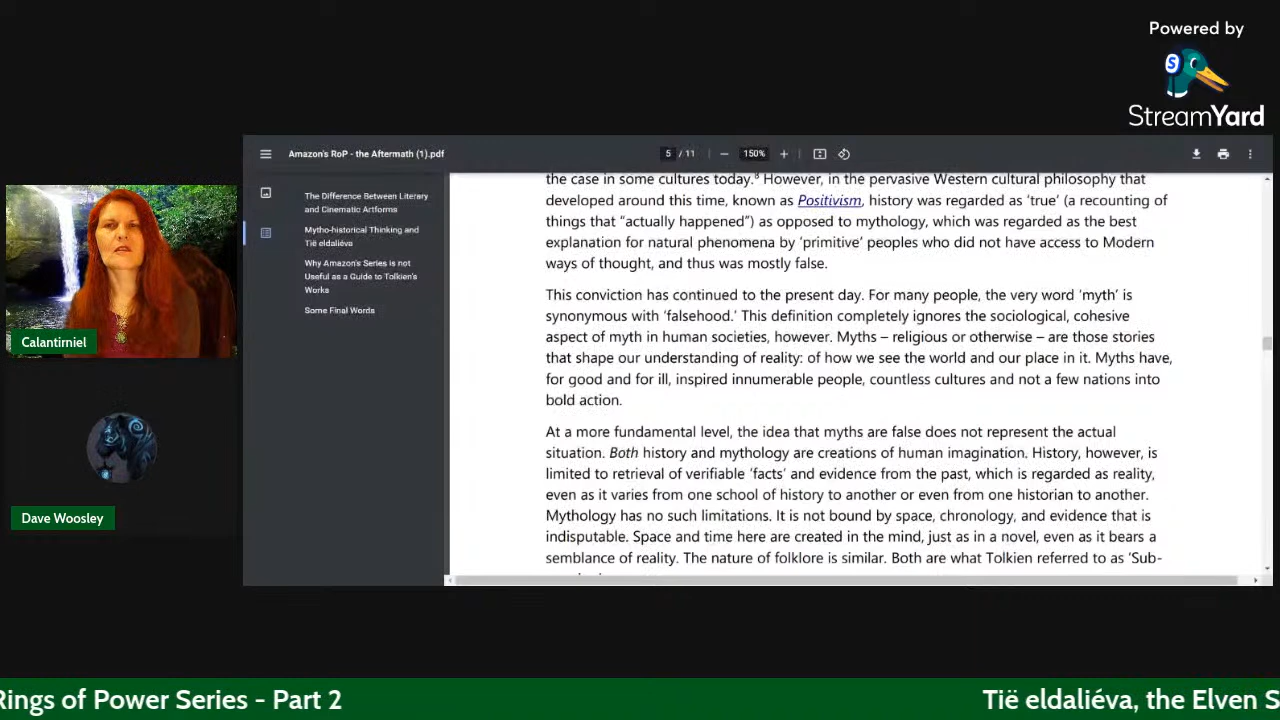 Powered by
S
StreamYard
Amazon's RoP - the Aftermath (1).pdf
5 / 11
150%
The Difference Between Literary
and Cinematic Artforms
Mytho-historical Thinking and
Tië eldaliéva
Why Amazon's Series is not
Useful as a Guide to Tolkien's
Works
Some Final Words
the case in some cultures today.⁸ However, in the pervasive Western cultural philosophy that
developed around this time, known as Positivism, history was regarded as ‘true’ (a recounting of
things that “actually happened”) as opposed to mythology, which was regarded as the best
explanation for natural phenomena by ‘primitive’ peoples who did not have access to Modern
ways of thought, and thus was mostly false.
This conviction has continued to the present day. For many people, the very word ‘myth’ is
synonymous with ‘falsehood.’ This definition completely ignores the sociological, cohesive
aspect of myth in human societies, however. Myths – religious or otherwise – are those stories
that shape our understanding of reality: of how we see the world and our place in it. Myths have,
for good and for ill, inspired innumerable people, countless cultures and not a few nations into
bold action.
At a more fundamental level, the idea that myths are false does not represent the actual
situation. Both history and mythology are creations of human imagination. History, however, is
limited to retrieval of verifiable ‘facts’ and evidence from the past, which is regarded as reality,
even as it varies from one school of history to another or even from one historian to another.
Mythology has no such limitations. It is not bound by space, chronology, and evidence that is
indisputable. Space and time here are created in the mind, just as in a novel, even as it bears a
semblance of reality. The nature of folklore is similar. Both are what Tolkien referred to as ‘Sub-
Calantirniel
Dave Woosley
Rings of Power Series - Part 2
Tië eldaliéva, the Elven S